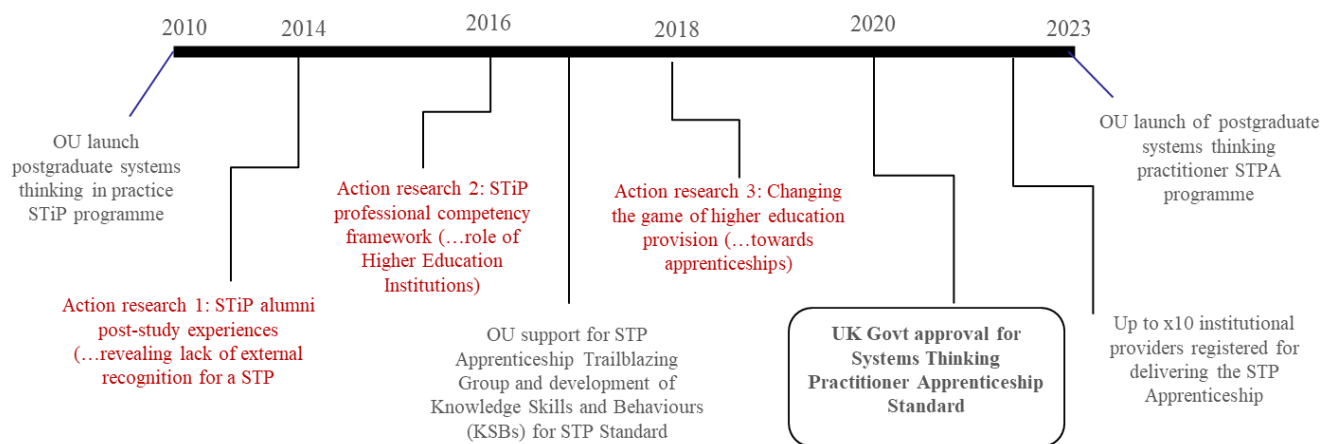 2010
2014
2016
2018
2020
2023
OU launch
postgraduate systems
thinking in practice
STiP programme
Action research 1: STiP alumni
post-study experiences
(…revealing lack of external
recognition for a STP
Action research 2: STiP
professional competency
framework (…role of
Higher Education
Institutions)
OU support for STP
Apprenticeship Trailblazing
Group and development of
Knowledge Skills and Behaviours
(KSBs) for STP Standard
Action research 3: Changing
the game of higher education
provision (…towards
apprenticeships)
UK Govt approval for
Systems Thinking
Practitioner Apprenticeship
Standard
Up to x10 institutional
providers registered for
delivering the STP
Apprenticeship
OU launch of postgraduate
systems thinking
practitioner STPA
programme